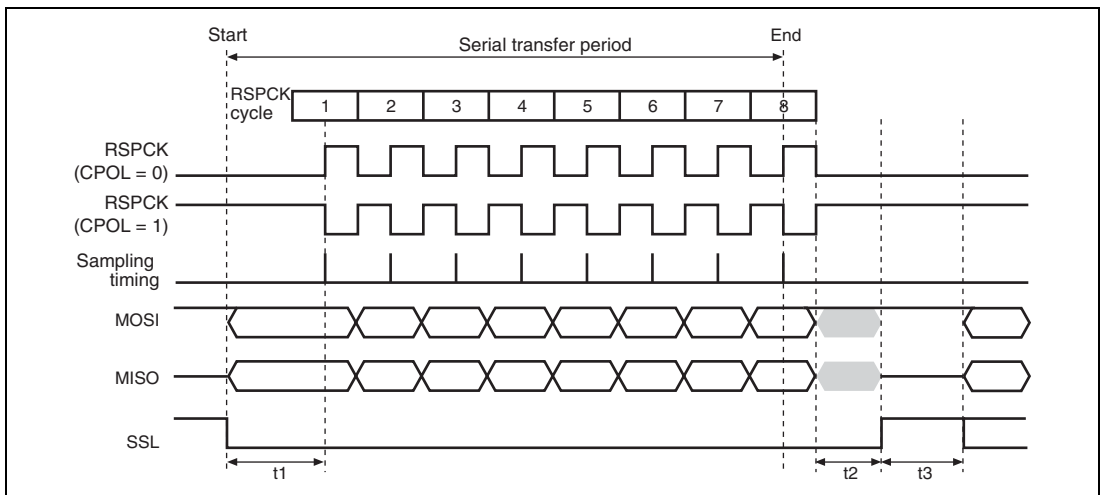 Start
End
Serial transfer period
RSPCK
cycle
1 2 3 4 5 6 7 8
RSPCK
(CPOL = 0)
RSPCK
(CPOL = 1)
Sampling
timing
MOSI
MISO
SSL
t1
t2
t3